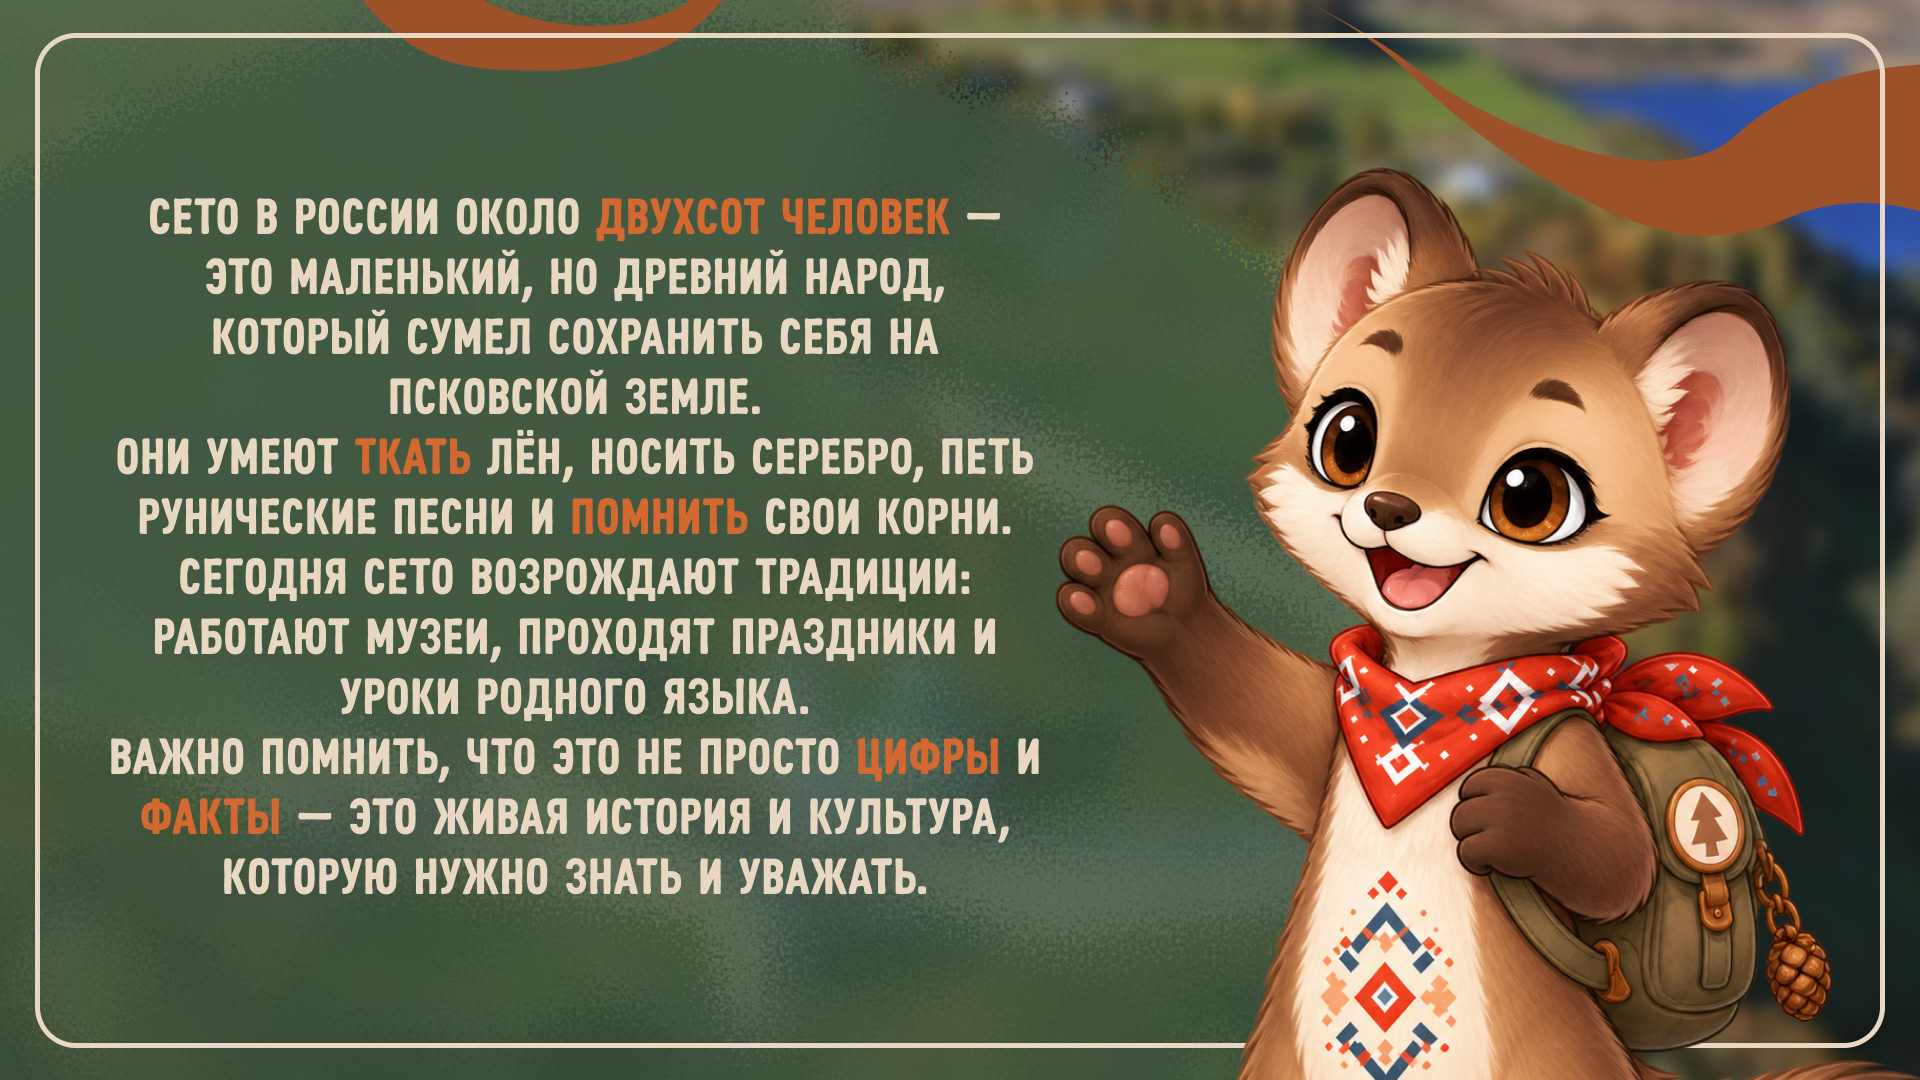 СЕТО В РОССИИ ОКОЛО ДВУХСОТ ЧЕЛОВЕК —
ЭТО МАЛЕНЬКИЙ, НО ДРЕВНИЙ НАРОД,
КОТОРЫЙ СУМЕЛ СОХРАНИТЬ СЕБЯ НА
ПСКОВСКОЙ ЗЕМЛЕ.
ОНИ УМЕЮТ ТКАТЬ ЛЁН, НОСИТЬ СЕРЕБРО, ПЕТЬ
РУНИЧЕСКИЕ ПЕСНИ И ПОМНИТЬ СВОИ КОРНИ.
СЕГОДНЯ СЕТО ВОЗРОЖДАЮТ ТРАДИЦИИ:
РАБОТАЮТ МУЗЕИ, ПРОХОДЯТ ПРАЗДНИКИ И
УРОКИ РОДНОГО ЯЗЫКА.
ВАЖНО ПОМНИТЬ, ЧТО ЭТО НЕ ПРОСТО ЦИФРЫ И
ФАКТЫ — ЭТО ЖИВАЯ ИСТОРИЯ И КУЛЬТУРА,
КОТОРУЮ НУЖНО ЗНАТЬ И УВАЖАТЬ.